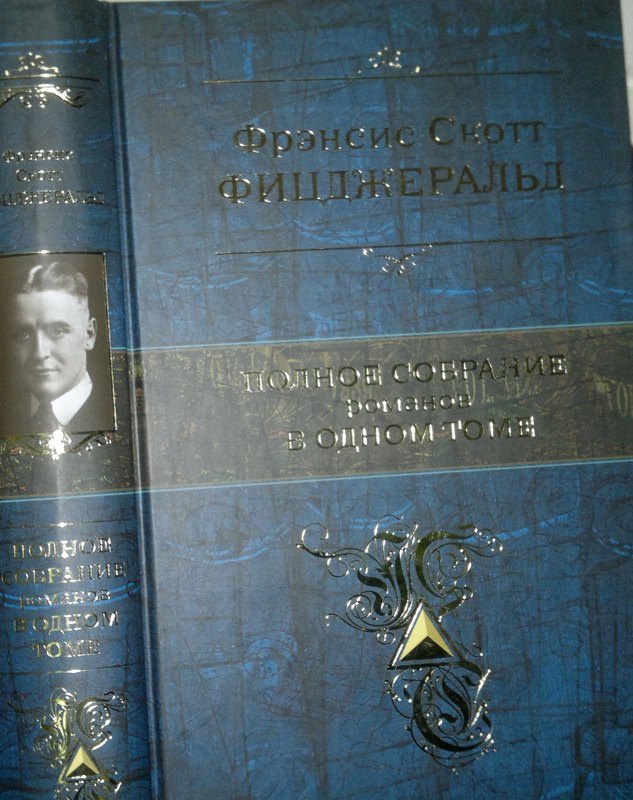 Фрэнсис
Скотт
ФИЦДЖЕРАЛЬД
ПОЛНОЕ
СОБРАНИЕ
романов
В ОДНОМ
ТОМЕ
Фрэнсис Скотт
ФИЦДЖЕРАЛЬД
ПОЛНОЕ СОБРАНИЕ
романов
В ОДНОМ ТОМЕ